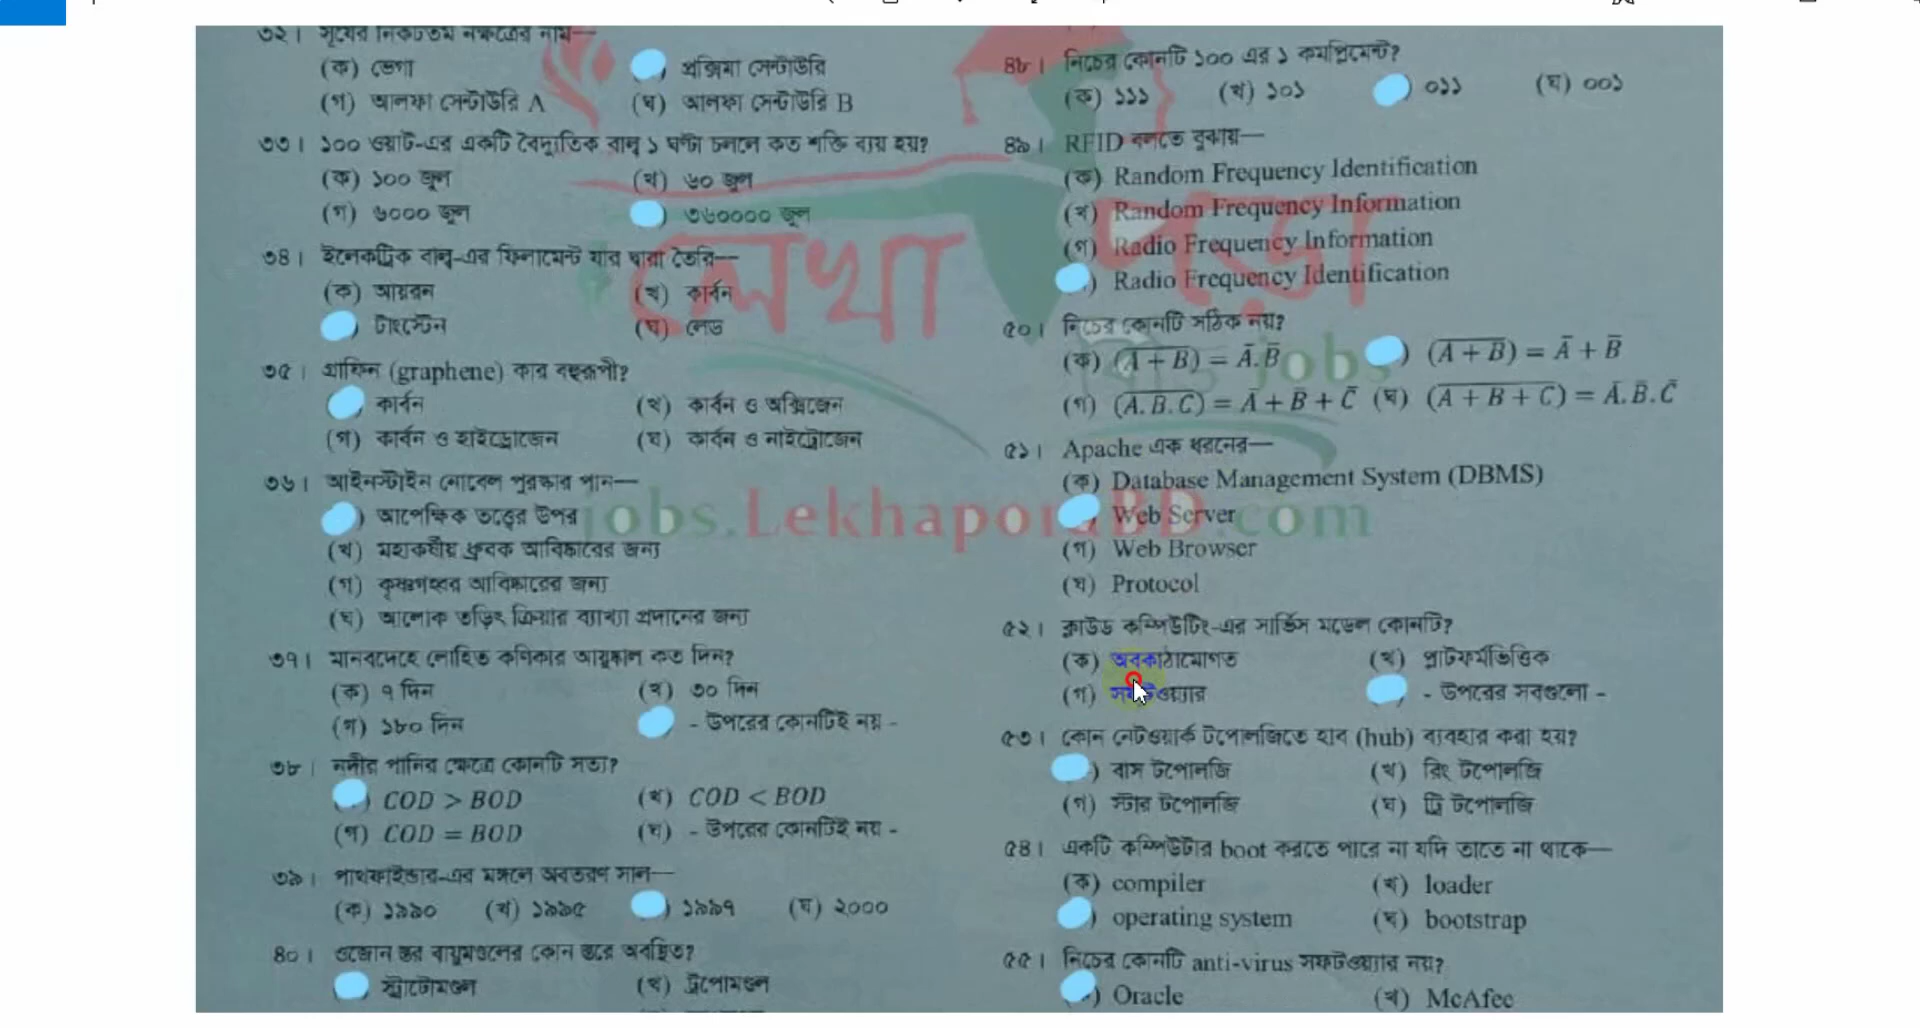 ৩২। সূর্যের নিকটতম নক্ষত্রের নাম—
(ক) ভেগা
প্রক্সিমা সেন্টাউরি
(গ) আলফা সেন্টাউরি A (ঘ) আলফা সেন্টাউরি B
৩৩। ১০০ ওয়াট-এর একটি বৈদ্যুতিক বাল্ব ১ ঘণ্টা চললে কত শক্তি ব্যয় হয়?
(ক) ১০০ জুল (খ) ৬০ জুল
(গ) ৬০০০ জুল ) ৩৬০০০০ জুল
৩৪। ইলেকট্রিক বাল্ব-এর ফিলামেন্ট যার দ্বারা তৈরি—
(ক) আয়রন (খ) কার্বন
) টাংস্টেন (ঘ) লেড
৩৫। গ্রাফিন (graphene) কার বহুরূপী?
কার্বন (খ) কার্বন ও অক্সিজেন
(গ) কার্বন ও হাইড্রোজেন (ঘ) কার্বন ও নাইট্রোজেন
৩৬। আইনস্টাইন নোবেল পুরস্কার পান—
) আপেক্ষিক তত্ত্বের উপর
(খ) মহাকর্ষীয় ধ্রুবক আবিষ্কারের জন্য
(গ) কৃষ্ণগহ্বর আবিষ্কারের জন্য
(ঘ) আলোক তড়িৎ ক্রিয়ার ব্যাখ্যা প্রদানের জন্য
৩৭। মানবদেহে লোহিত কণিকার আয়ুষ্কাল কত দিন?
(ক) ৭ দিন (খ) ৩০ দিন
(গ) ১৮০ দিন - উপরের কোনটিই নয় -
৩৮। নদীর পানির ক্ষেত্রে কোনটি সত্য?
) COD > BOD (খ) COD < BOD
(গ) COD = BOD (ঘ) - উপরের কোনটিই নয় -
৩৯। পাথফাইন্ডার-এর মঙ্গলে অবতরণ সাল—
(ক) ১৯৯০ (খ) ১৯৯৫ ) ১৯৯৭ (ঘ) ২০০০
৪০। ওজোন স্তর বায়ুমণ্ডলের কোন স্তরে অবস্থিত?
স্ট্রাটোমণ্ডল (খ) ট্রপোমণ্ডল
৪৮। নিচের কোনটি ১০০ এর ১ কমপ্লিমেন্ট?
(ক) ১১১ (খ) ১০১ ) ০১১ (ঘ) ০০১
৪৯। RFID বলতে বুঝায়—
(ক) Random Frequency Identification
(খ) Random Frequency Information
(গ) Radio Frequency Information
) Radio Frequency Identification
৫০। নিচের কোনটি সঠিক নয়?
(ক) (A̅ ̅+̅ ̅B̅) = Ā.B̄ ) (A̅ ̅+̅ ̅B̅) = Ā + B̄
(গ) (A̅.̅B̅.̅C̅) = Ā + B̄ + C̄ (ঘ) (A̅ ̅+̅ ̅B̅ ̅+̅ ̅C̅) = Ā.B̄.C̄
৫১। Apache এক ধরনের—
(ক) Database Management System (DBMS)
Web Server
(গ) Web Browser
(ঘ) Protocol
৫২। ক্লাউড কম্পিউটিং-এর সার্ভিস মডেল কোনটি?
(ক) অবকাঠামোগত (খ) প্লাটফর্মভিত্তিক
(গ) সফটওয়্যার - উপরের সবগুলো -
৫৩। কোন নেটওয়ার্ক টপোলজিতে হাব (hub) ব্যবহার করা হয়?
) বাস টপোলজি (খ) রিং টপোলজি
(গ) স্টার টপোলজি (ঘ) ট্রি টপোলজি
৫৪। একটি কম্পিউটার boot করতে পারে না যদি তাতে না থাকে—
(ক) compiler (খ) loader
) operating system (ঘ) bootstrap
৫৫। নিচের কোনটি anti-virus সফটওয়্যার নয়?
) Oracle (খ) McAfee
লেখা পড়া
বিডি jobs
jobs.LekhaporaBD.com